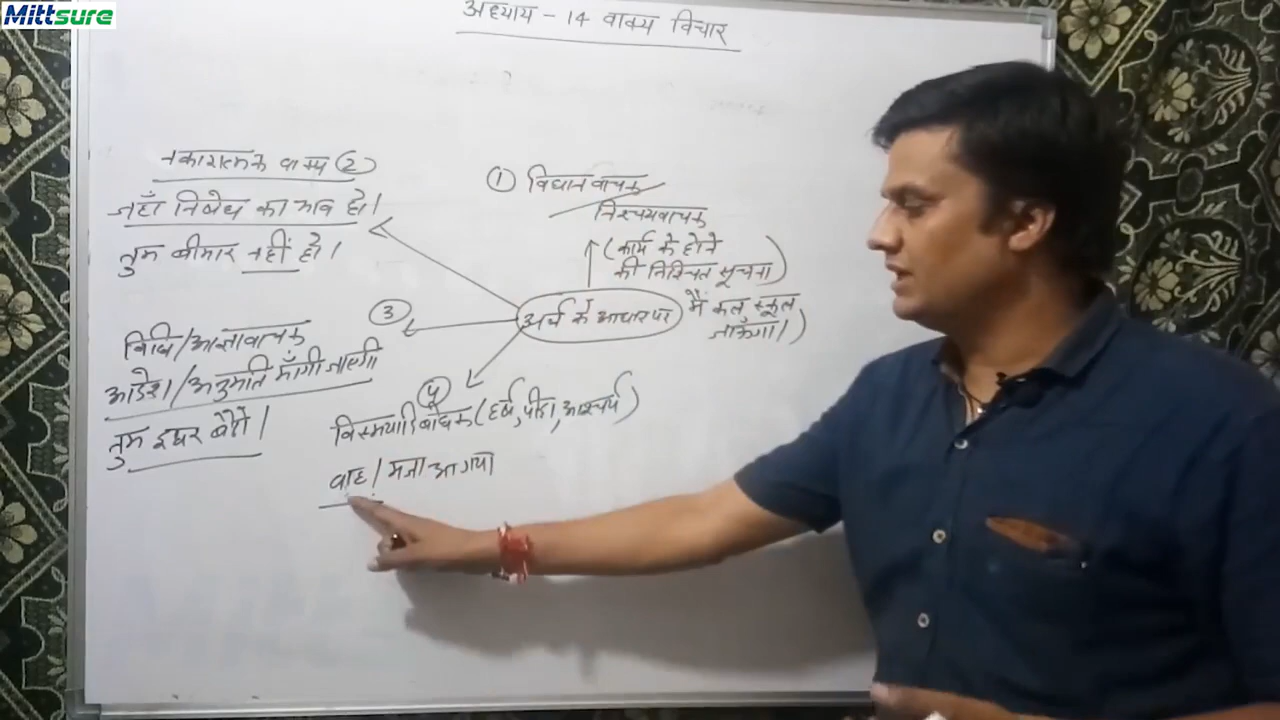 Mittsure
अध्याय - 14 वाक्य विचार
नकारात्मक वाक्य (2)
जहाँ निषेध का भाव हो।
तुम बीमार नहीं हो।
(1) विधानवाचक
निश्चयवाचक
(कार्य के होने
की निश्चित सूचना)
मैं कल स्कूल
जाऊँगा।)
अर्थ के आधार पर
(3)
विधि/आज्ञावाचक
आदेश/अनुमति माँगी जाएगी
तुम इधर बैठो।
(4)
विस्मयादिबोधक (हर्ष, पीड़ा, आश्चर्य)
वाह! मजा आ गया